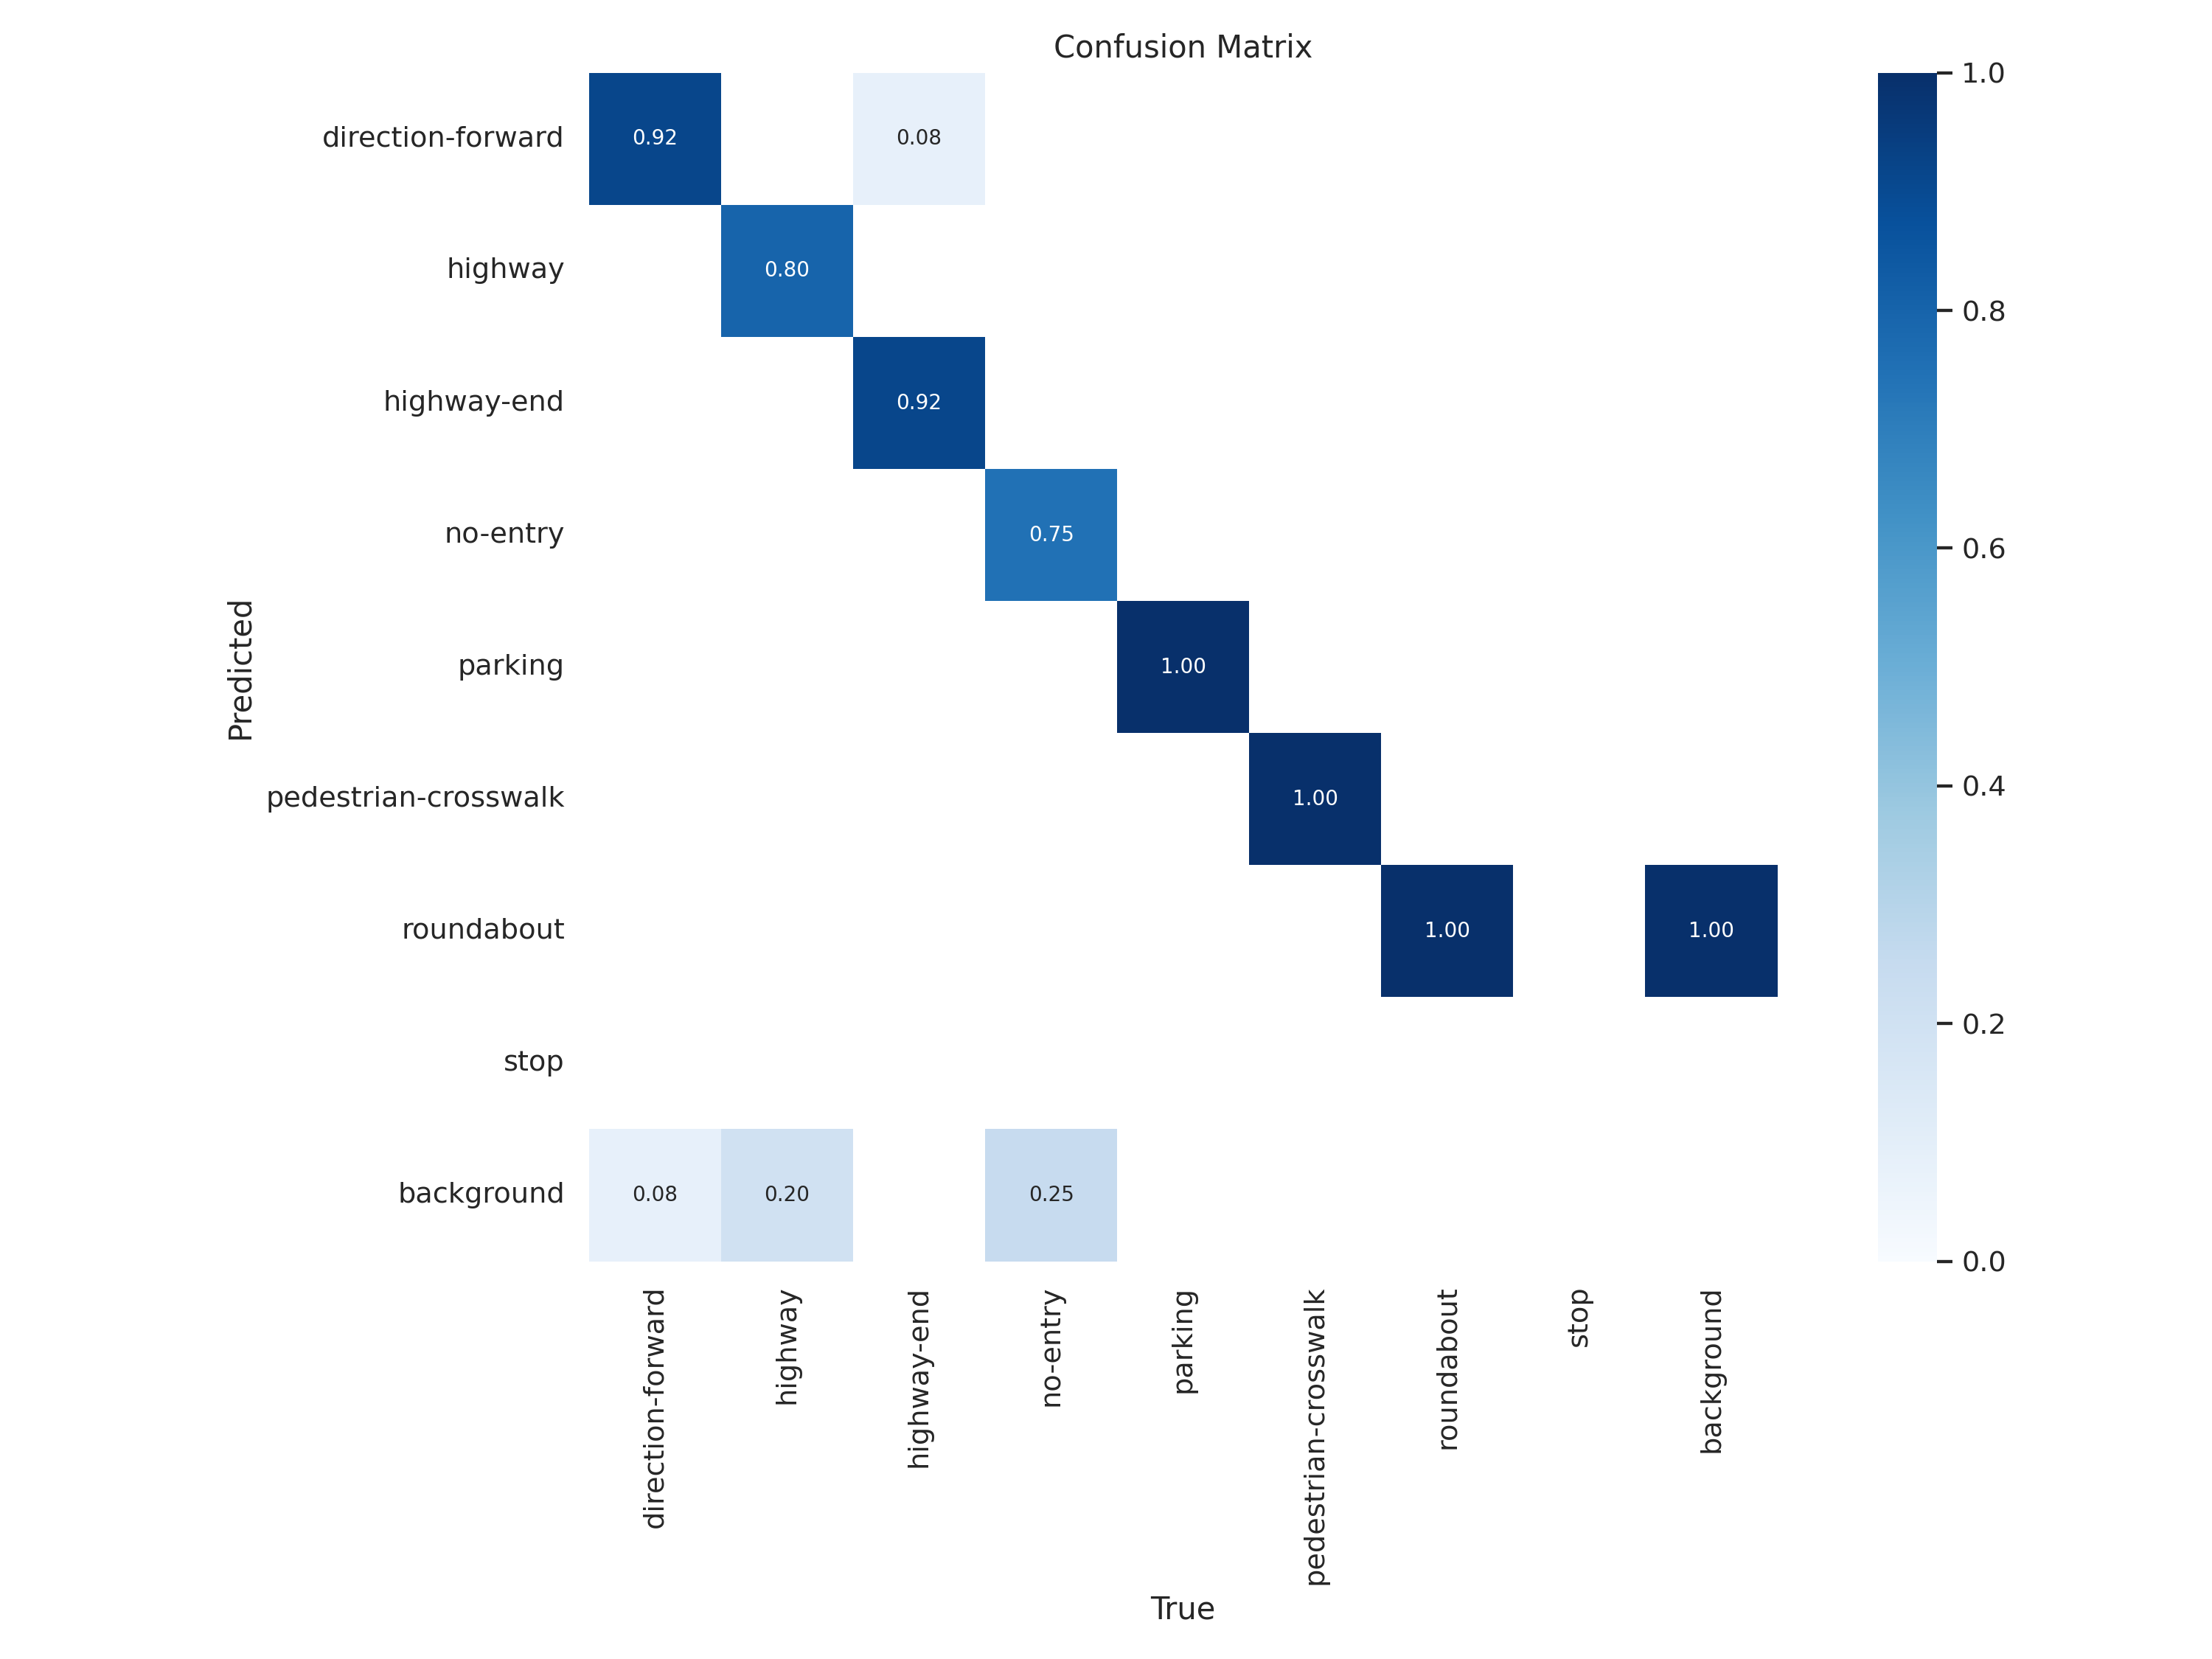 Confusion Matrix
direction-forward 0.92 0.08
highway 0.80
highway-end 0.92
no-entry 0.75
parking 1.00
pedestrian-crosswalk 1.00
roundabout 1.00 1.00
stop
background 0.08 0.20 0.25
Predicted
direction-forward
highway
highway-end
no-entry
parking
pedestrian-crosswalk
roundabout
stop
background
True
1.0
0.8
0.6
0.4
0.2
0.0